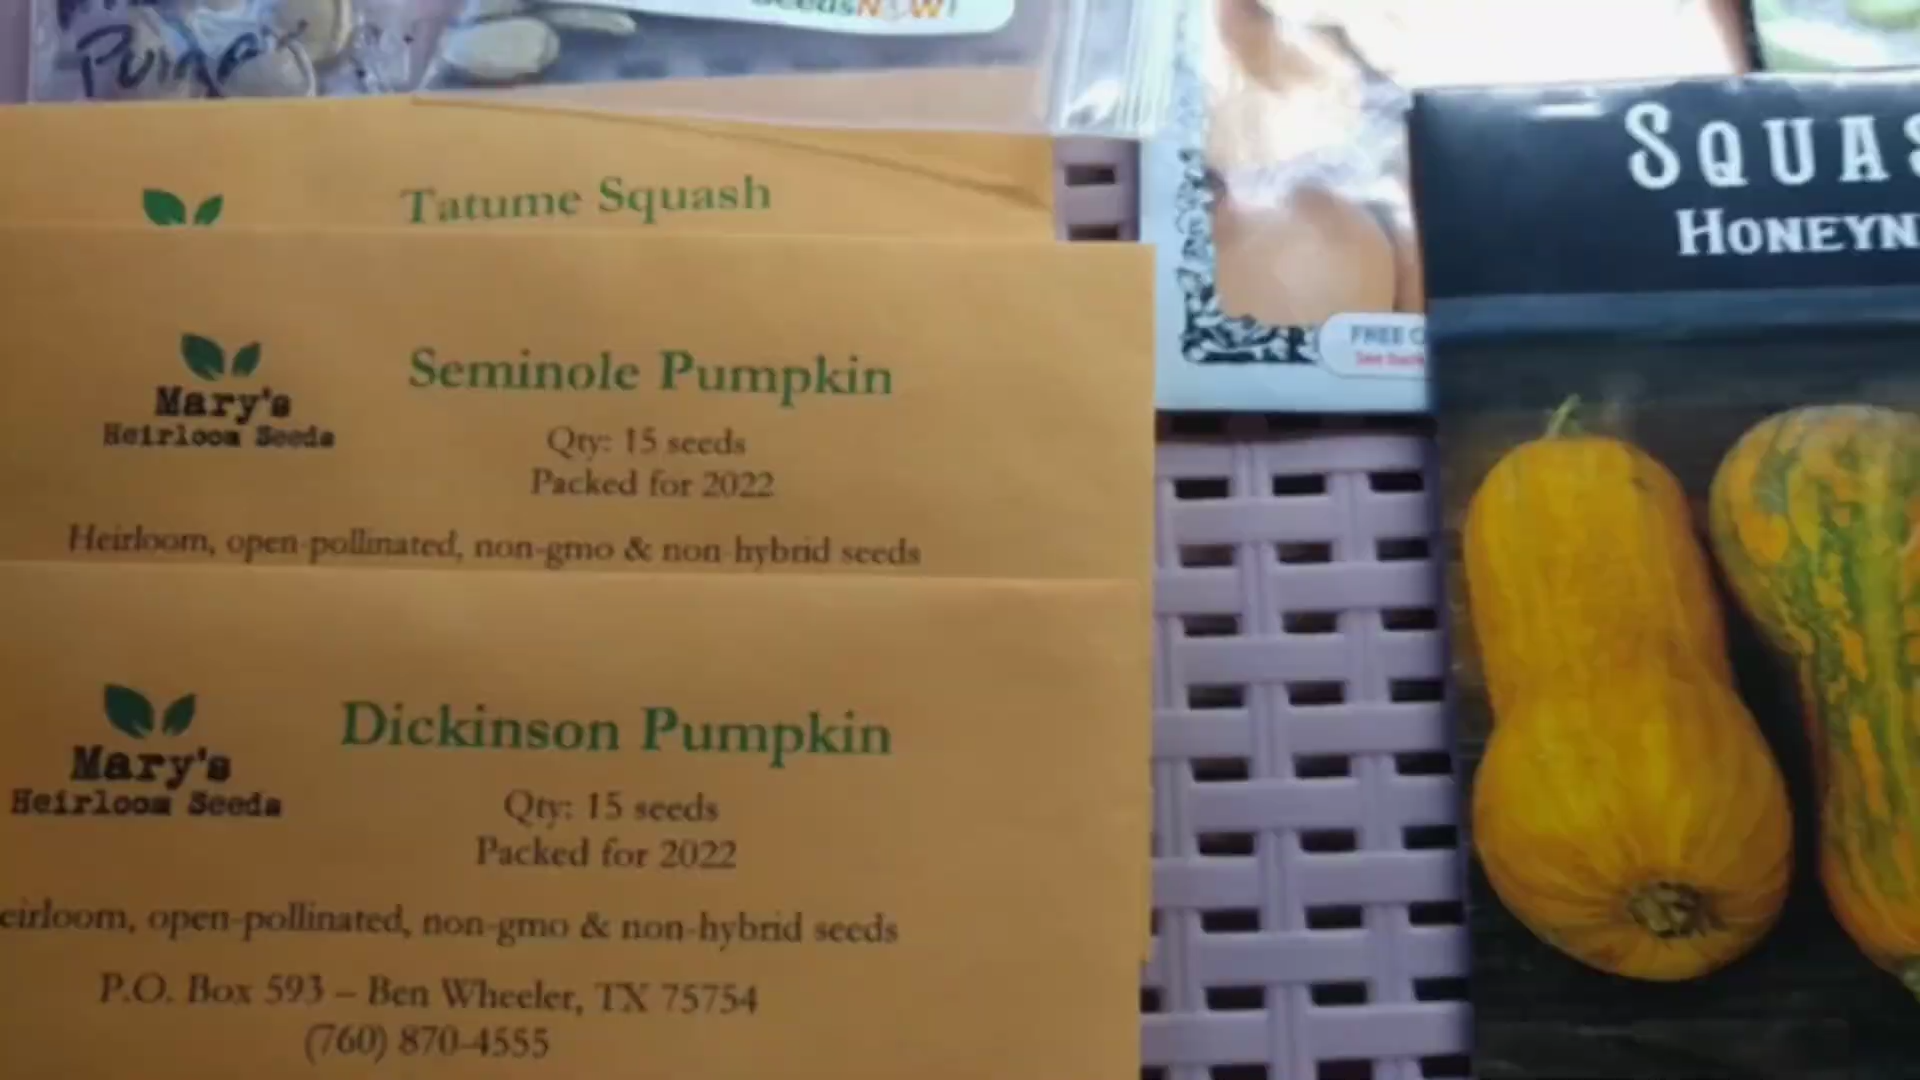 SeedsNOW!
Tatume Squash
Mary's
Heirloom Seeds
Seminole Pumpkin
Qty: 15 seeds
Packed for 2022
Heirloom, open-pollinated, non-gmo & non-hybrid seeds
Mary's
Heirloom Seeds
Dickinson Pumpkin
Qty: 15 seeds
Packed for 2022
eirloom, open-pollinated, non-gmo & non-hybrid seeds
P.O. Box 593 – Ben Wheeler, TX 75754
(760) 870-4555
FREE
SQUAS
HONEYN